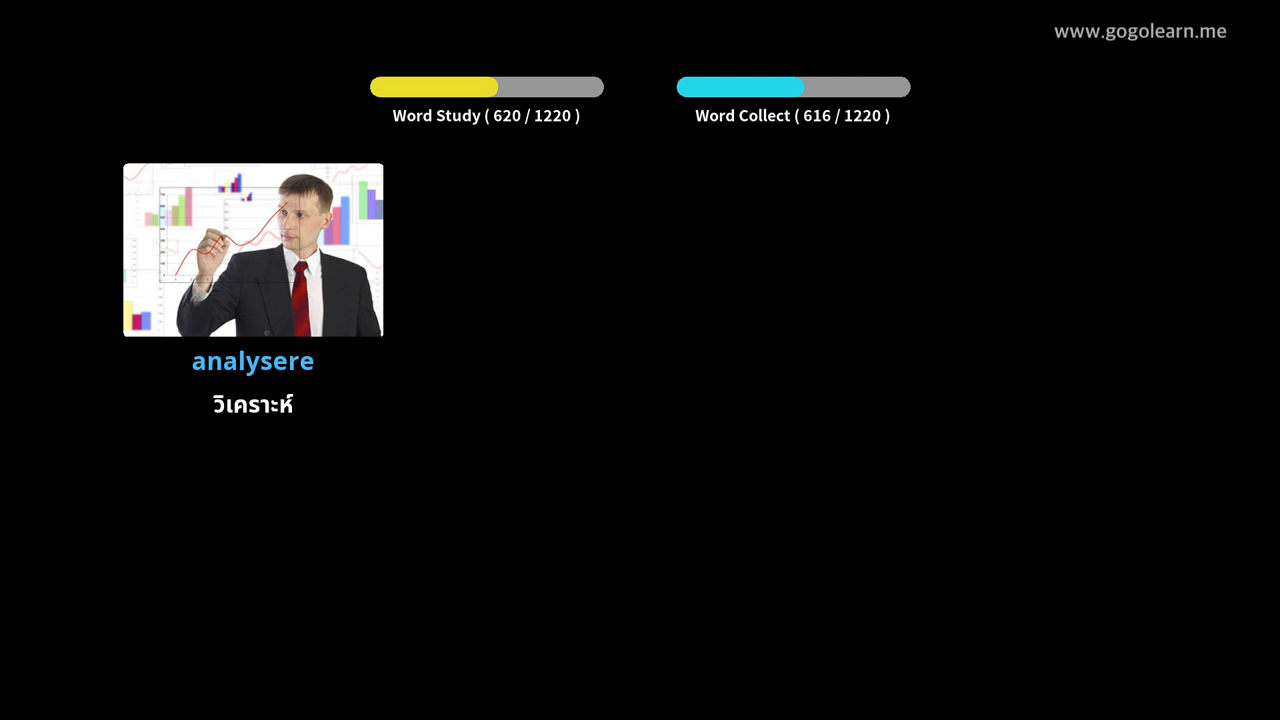 www.gogolearn.me
Word Study ( 620 / 1220 )
Word Collect ( 616 / 1220 )
analysere
วิเคราะห์